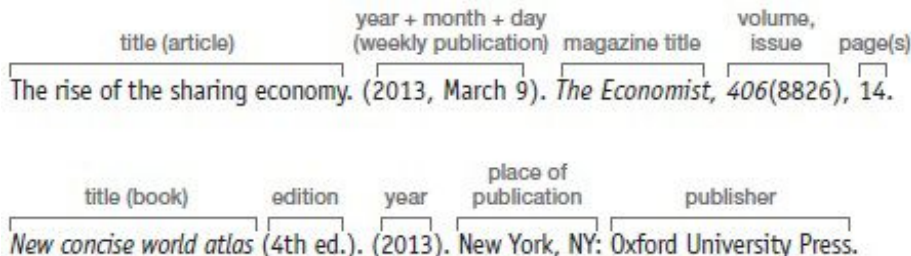 year + month + day
volume,
title (article) (weekly publication) magazine title issue page(s)
The rise of the sharing economy. (2013, March 9). The Economist, 406(8826), 14.
place of
title (book) edition year publication publisher
New concise world atlas (4th ed.). (2013). New York, NY: Oxford University Press.